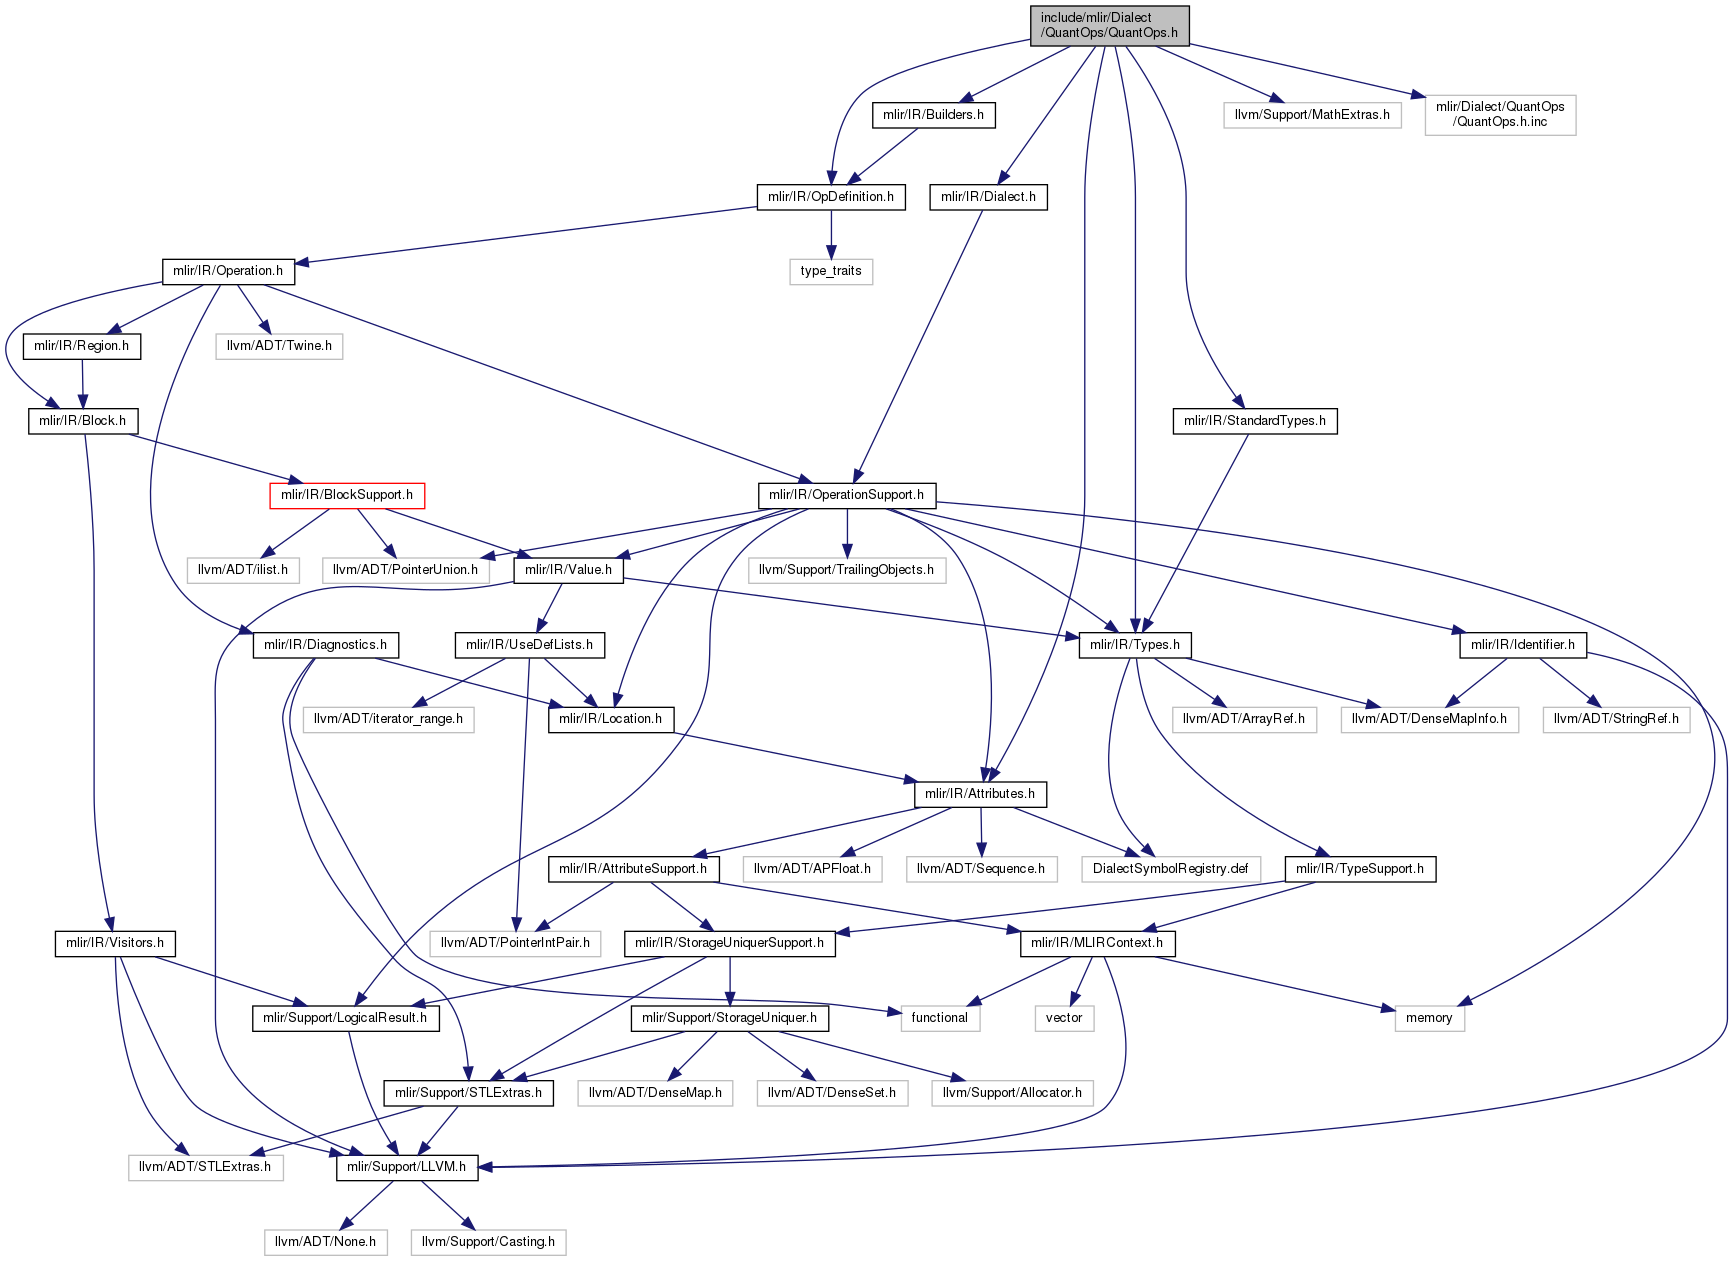 include/mlir/Dialect
/QuantOps/QuantOps.h
mlir/IR/Builders.h
llvm/Support/MathExtras.h
mlir/Dialect/QuantOps
/QuantOps.h.inc
mlir/IR/OpDefinition.h
mlir/IR/Dialect.h
mlir/IR/Operation.h
type_traits
mlir/IR/Region.h
llvm/ADT/Twine.h
mlir/IR/Block.h
mlir/IR/StandardTypes.h
mlir/IR/BlockSupport.h
mlir/IR/OperationSupport.h
llvm/ADT/ilist.h
llvm/ADT/PointerUnion.h
mlir/IR/Value.h
llvm/Support/TrailingObjects.h
mlir/IR/Diagnostics.h
mlir/IR/UseDefLists.h
mlir/IR/Types.h
mlir/IR/Identifier.h
llvm/ADT/iterator_range.h
mlir/IR/Location.h
llvm/ADT/ArrayRef.h
llvm/ADT/DenseMapInfo.h
llvm/ADT/StringRef.h
mlir/IR/Attributes.h
mlir/IR/AttributeSupport.h
llvm/ADT/APFloat.h
llvm/ADT/Sequence.h
DialectSymbolRegistry.def
mlir/IR/TypeSupport.h
mlir/IR/Visitors.h
llvm/ADT/PointerIntPair.h
mlir/IR/StorageUniquerSupport.h
mlir/IR/MLIRContext.h
mlir/Support/LogicalResult.h
mlir/Support/StorageUniquer.h
functional
vector
memory
mlir/Support/STLExtras.h
llvm/ADT/DenseMap.h
llvm/ADT/DenseSet.h
llvm/Support/Allocator.h
llvm/ADT/STLExtras.h
mlir/Support/LLVM.h
llvm/ADT/None.h
llvm/Support/Casting.h